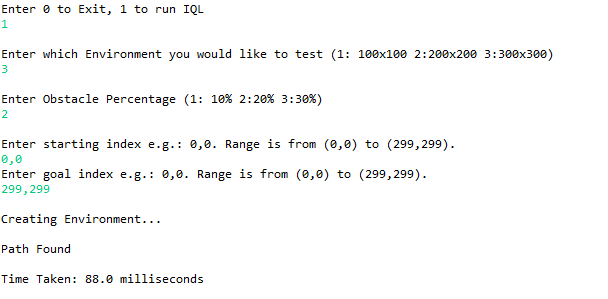 Enter 0 to Exit, 1 to run IQL
1
Enter which Environment you would like to test (1: 100x100 2:200x200 3:300x300)
3
Enter Obstacle Percentage (1: 10% 2:20% 3:30%)
2
Enter starting index e.g.: 0,0. Range is from (0,0) to (299,299).
0,0
Enter goal index e.g.: 0,0. Range is from (0,0) to (299,299).
299,299
Creating Environment...
Path Found
Time Taken: 88.0 milliseconds